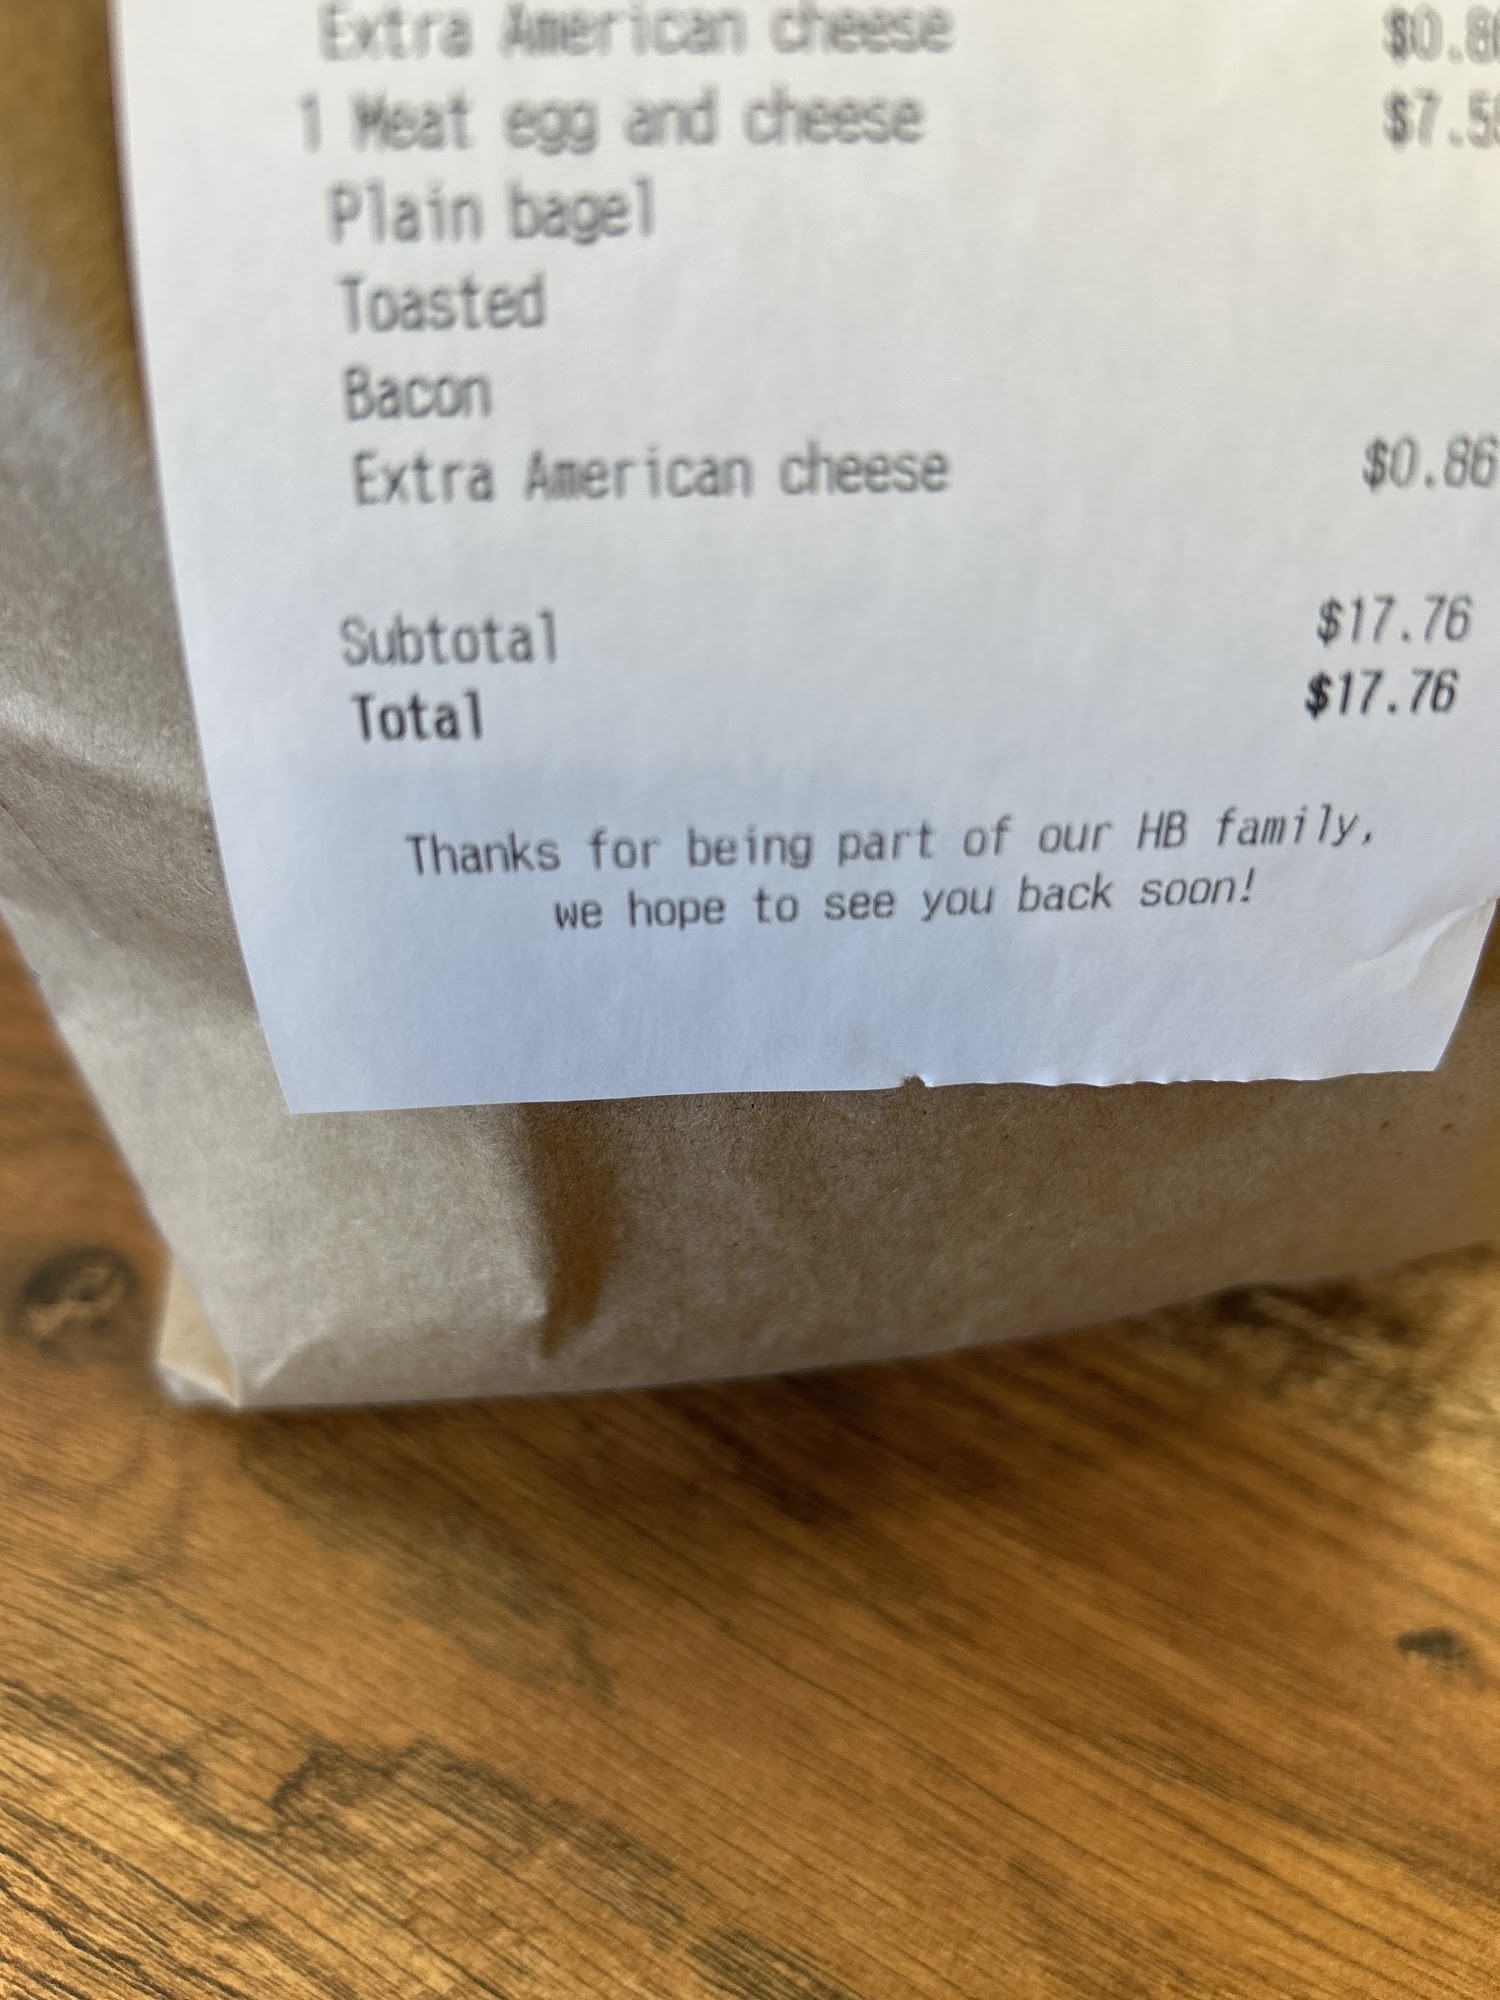 Extra American cheese
1 Meat egg and cheese
Plain bagel
Toasted
Bacon
Extra American cheese $0.86
Subtotal $17.76
Total $17.76
Thanks for being part of our HB family,
we hope to see you back soon!